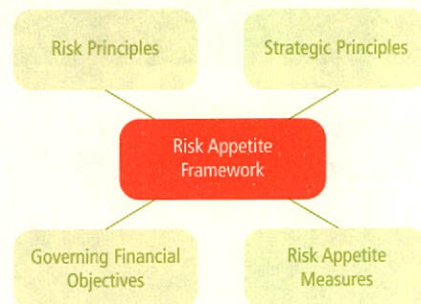 Risk Principles
Strategic Principles
Risk Appetite
Framework
Governing Financial
Objectives
Risk Appetite
Measures